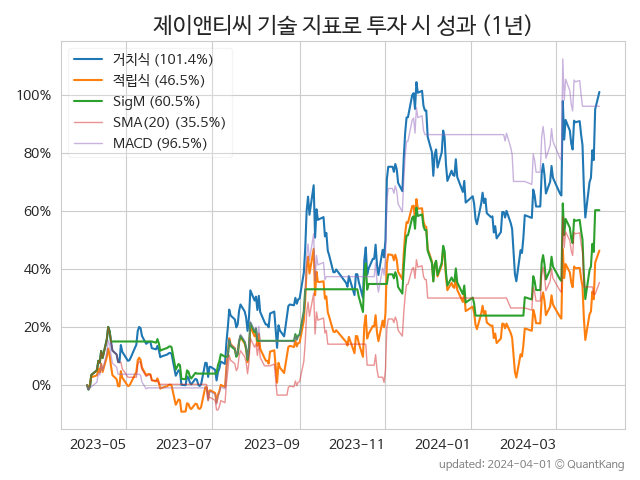 제이앤티씨 기술 지표로 투자 시 성과 (1년)
거치식 (101.4%)
적립식 (46.5%)
SigM (60.5%)
SMA(20) (35.5%)
MACD (96.5%)
100%
80%
60%
40%
20%
0%
2023-05 2023-07 2023-09 2023-11 2024-01 2024-03
updated: 2024-04-01 © QuantKang